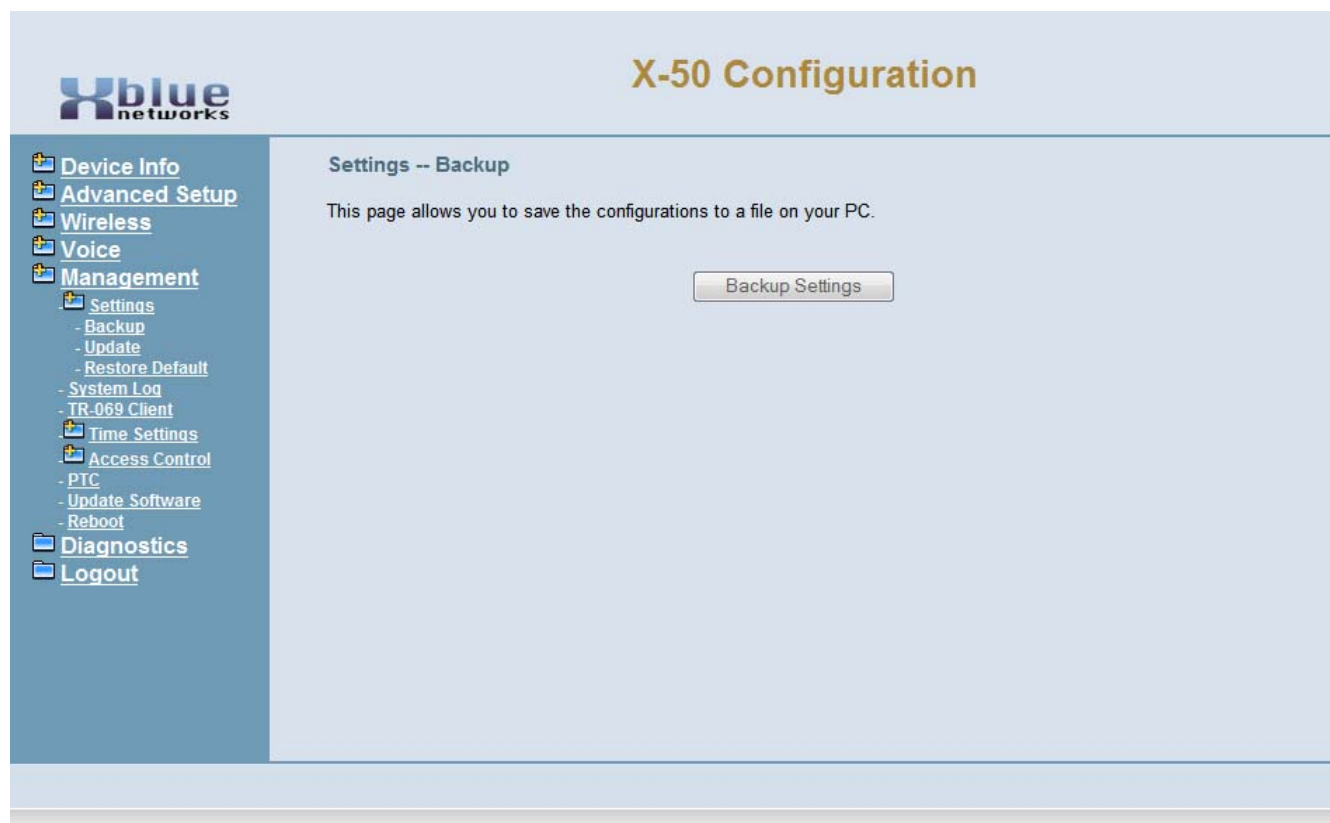 Xblue
networks
X-50 Configuration
Device Info
Advanced Setup
Wireless
Voice
Management
Settings
- Backup
- Update
- Restore Default
- System Log
- TR-069 Client
Time Settings
Access Control
- PTC
- Update Software
- Reboot
Diagnostics
Logout
Settings -- Backup
This page allows you to save the configurations to a file on your PC.
Backup Settings